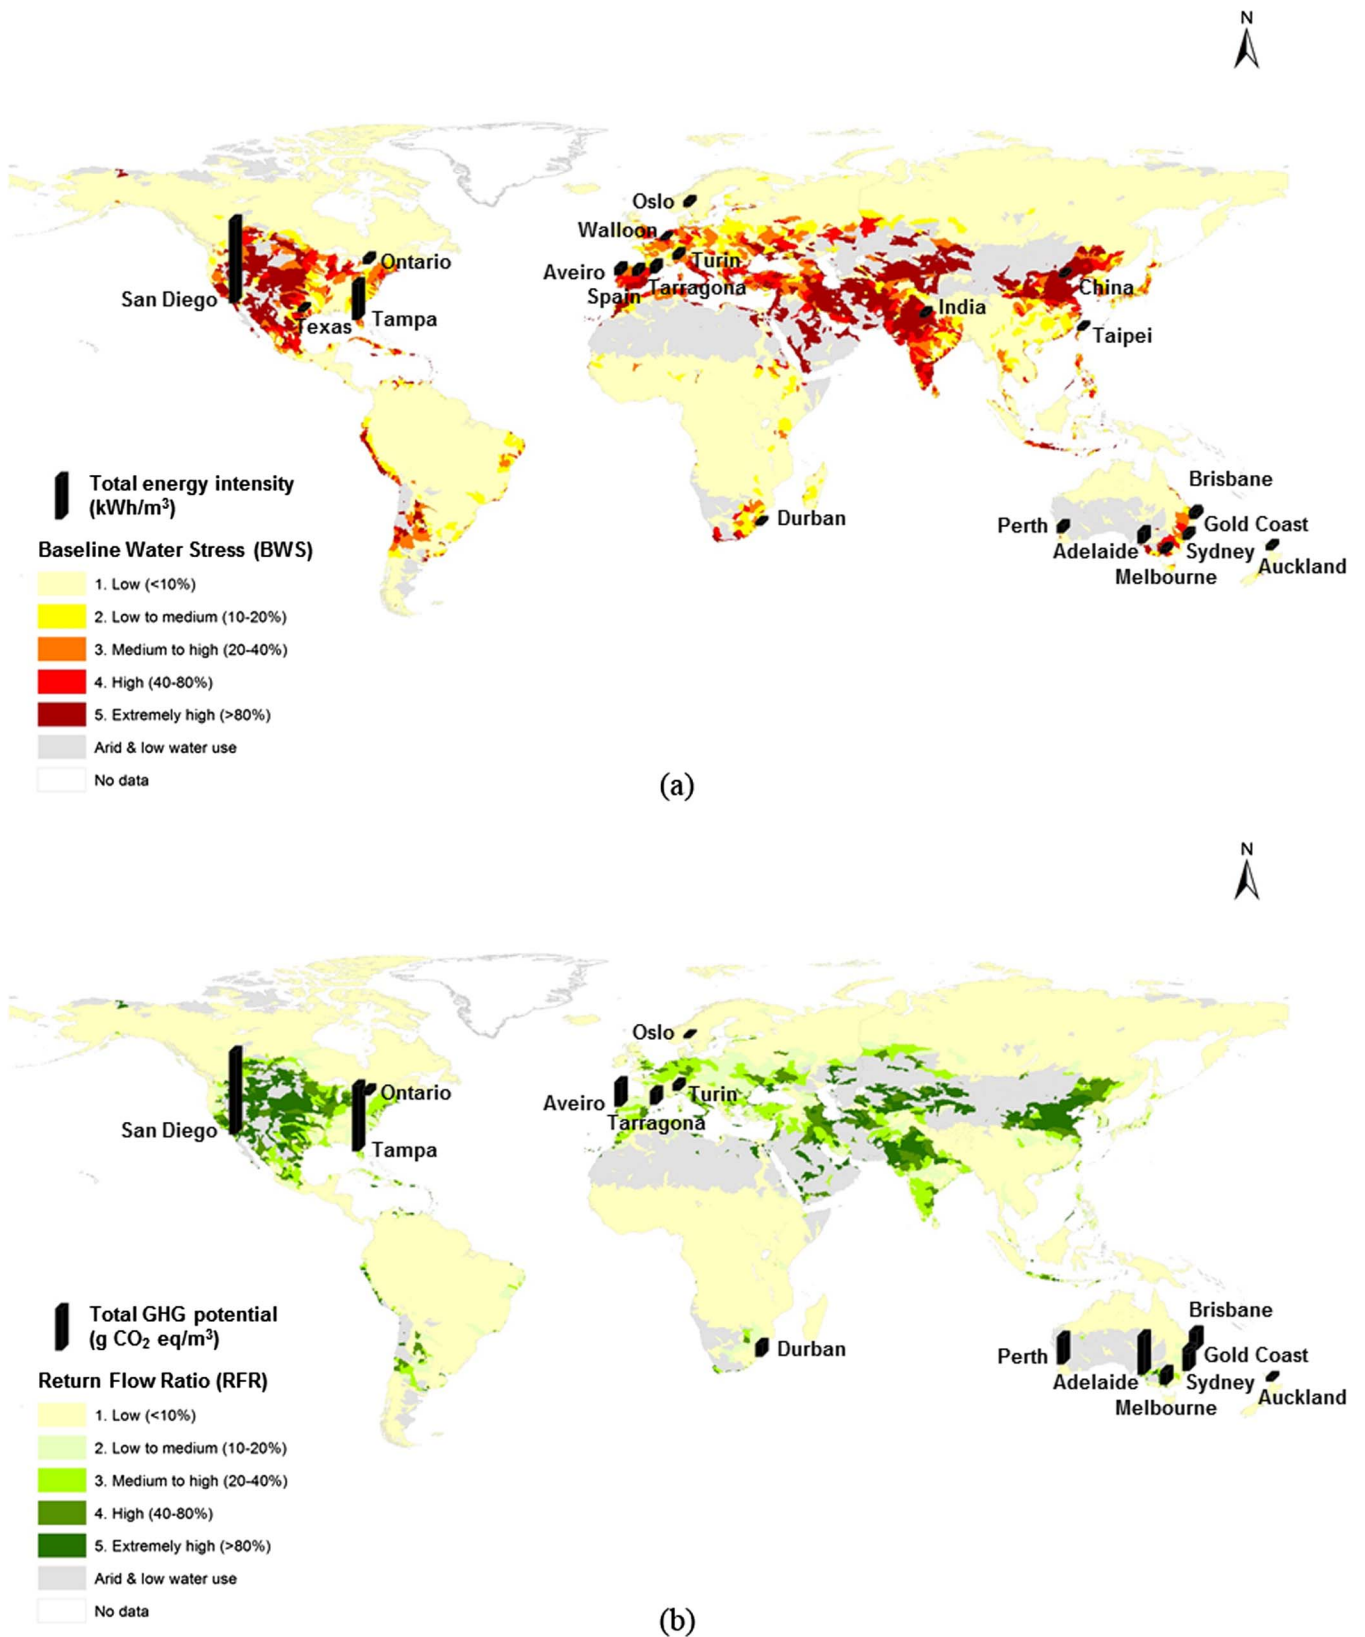 N
Oslo
Walloon
Ontario
Turin
Aveiro
Tarragona
China
San Diego
Spain
India
Texas
Tampa
Taipei
Total energy intensity
(kWh/m³)
Brisbane
Durban
Perth
Gold Coast
Adelaide
Sydney
Auckland
Melbourne
Baseline Water Stress (BWS)
1. Low (<10%)
2. Low to medium (10-20%)
3. Medium to high (20-40%)
4. High (40-80%)
5. Extremely high (>80%)
Arid & low water use
No data
(a)
N
Oslo
Ontario
Turin
Aveiro
Tarragona
San Diego
Tampa
Total GHG potential
(g CO₂ eq/m³)
Brisbane
Durban
Perth
Gold Coast
Adelaide
Sydney
Auckland
Melbourne
Return Flow Ratio (RFR)
1. Low (<10%)
2. Low to medium (10-20%)
3. Medium to high (20-40%)
4. High (40-80%)
5. Extremely high (>80%)
Arid & low water use
No data
(b)